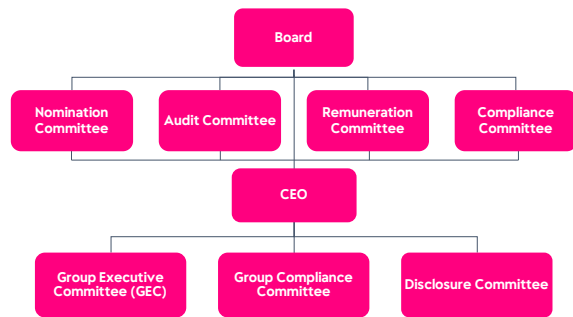 Board
Nomination
Committee
Audit Committee
Remuneration
Committee
Compliance
Committee
CEO
Group Executive
Committee (GEC)
Group Compliance
Committee
Disclosure Committee